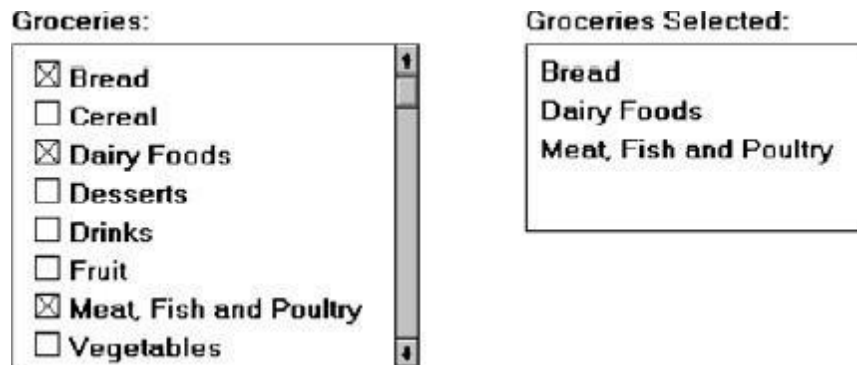 Groceries:
Bread
Cereal
Dairy Foods
Desserts
Drinks
Fruit
Meat, Fish and Poultry
Vegetables
Groceries Selected:
Bread
Dairy Foods
Meat, Fish and Poultry